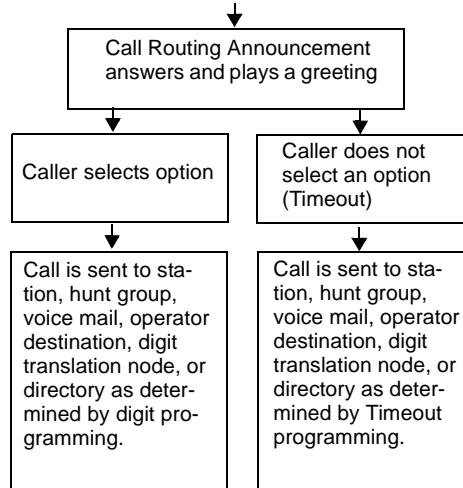 Call Routing Announcement
answers and plays a greeting
Caller selects option
Caller does not
select an option
(Timeout)
Call is sent to sta-
tion, hunt group,
voice mail, operator
destination, digit
translation node, or
directory as deter-
mined by digit pro-
gramming.
Call is sent to sta-
tion, hunt group,
voice mail, operator
destination, digit
translation node, or
directory as determ-
ined by Timeout
programming.